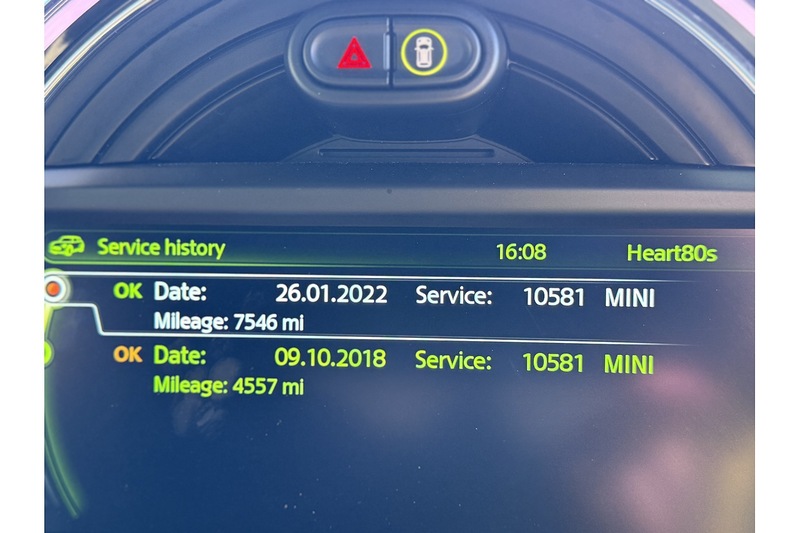 Service history 16:08 Heart80s
OK Date: 26.01.2022 Service: 10581 MINI
Mileage: 7546 mi
OK Date: 09.10.2018 Service: 10581 MINI
Mileage: 4557 mi